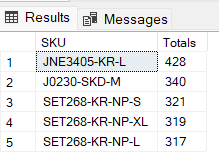 Results Messages
SKU Totals
1 JNE3405-KR-L 428
2 J0230-SKD-M 340
3 SET268-KR-NP-S 321
4 SET268-KR-NP-XL 319
5 SET268-KR-NP-L 317